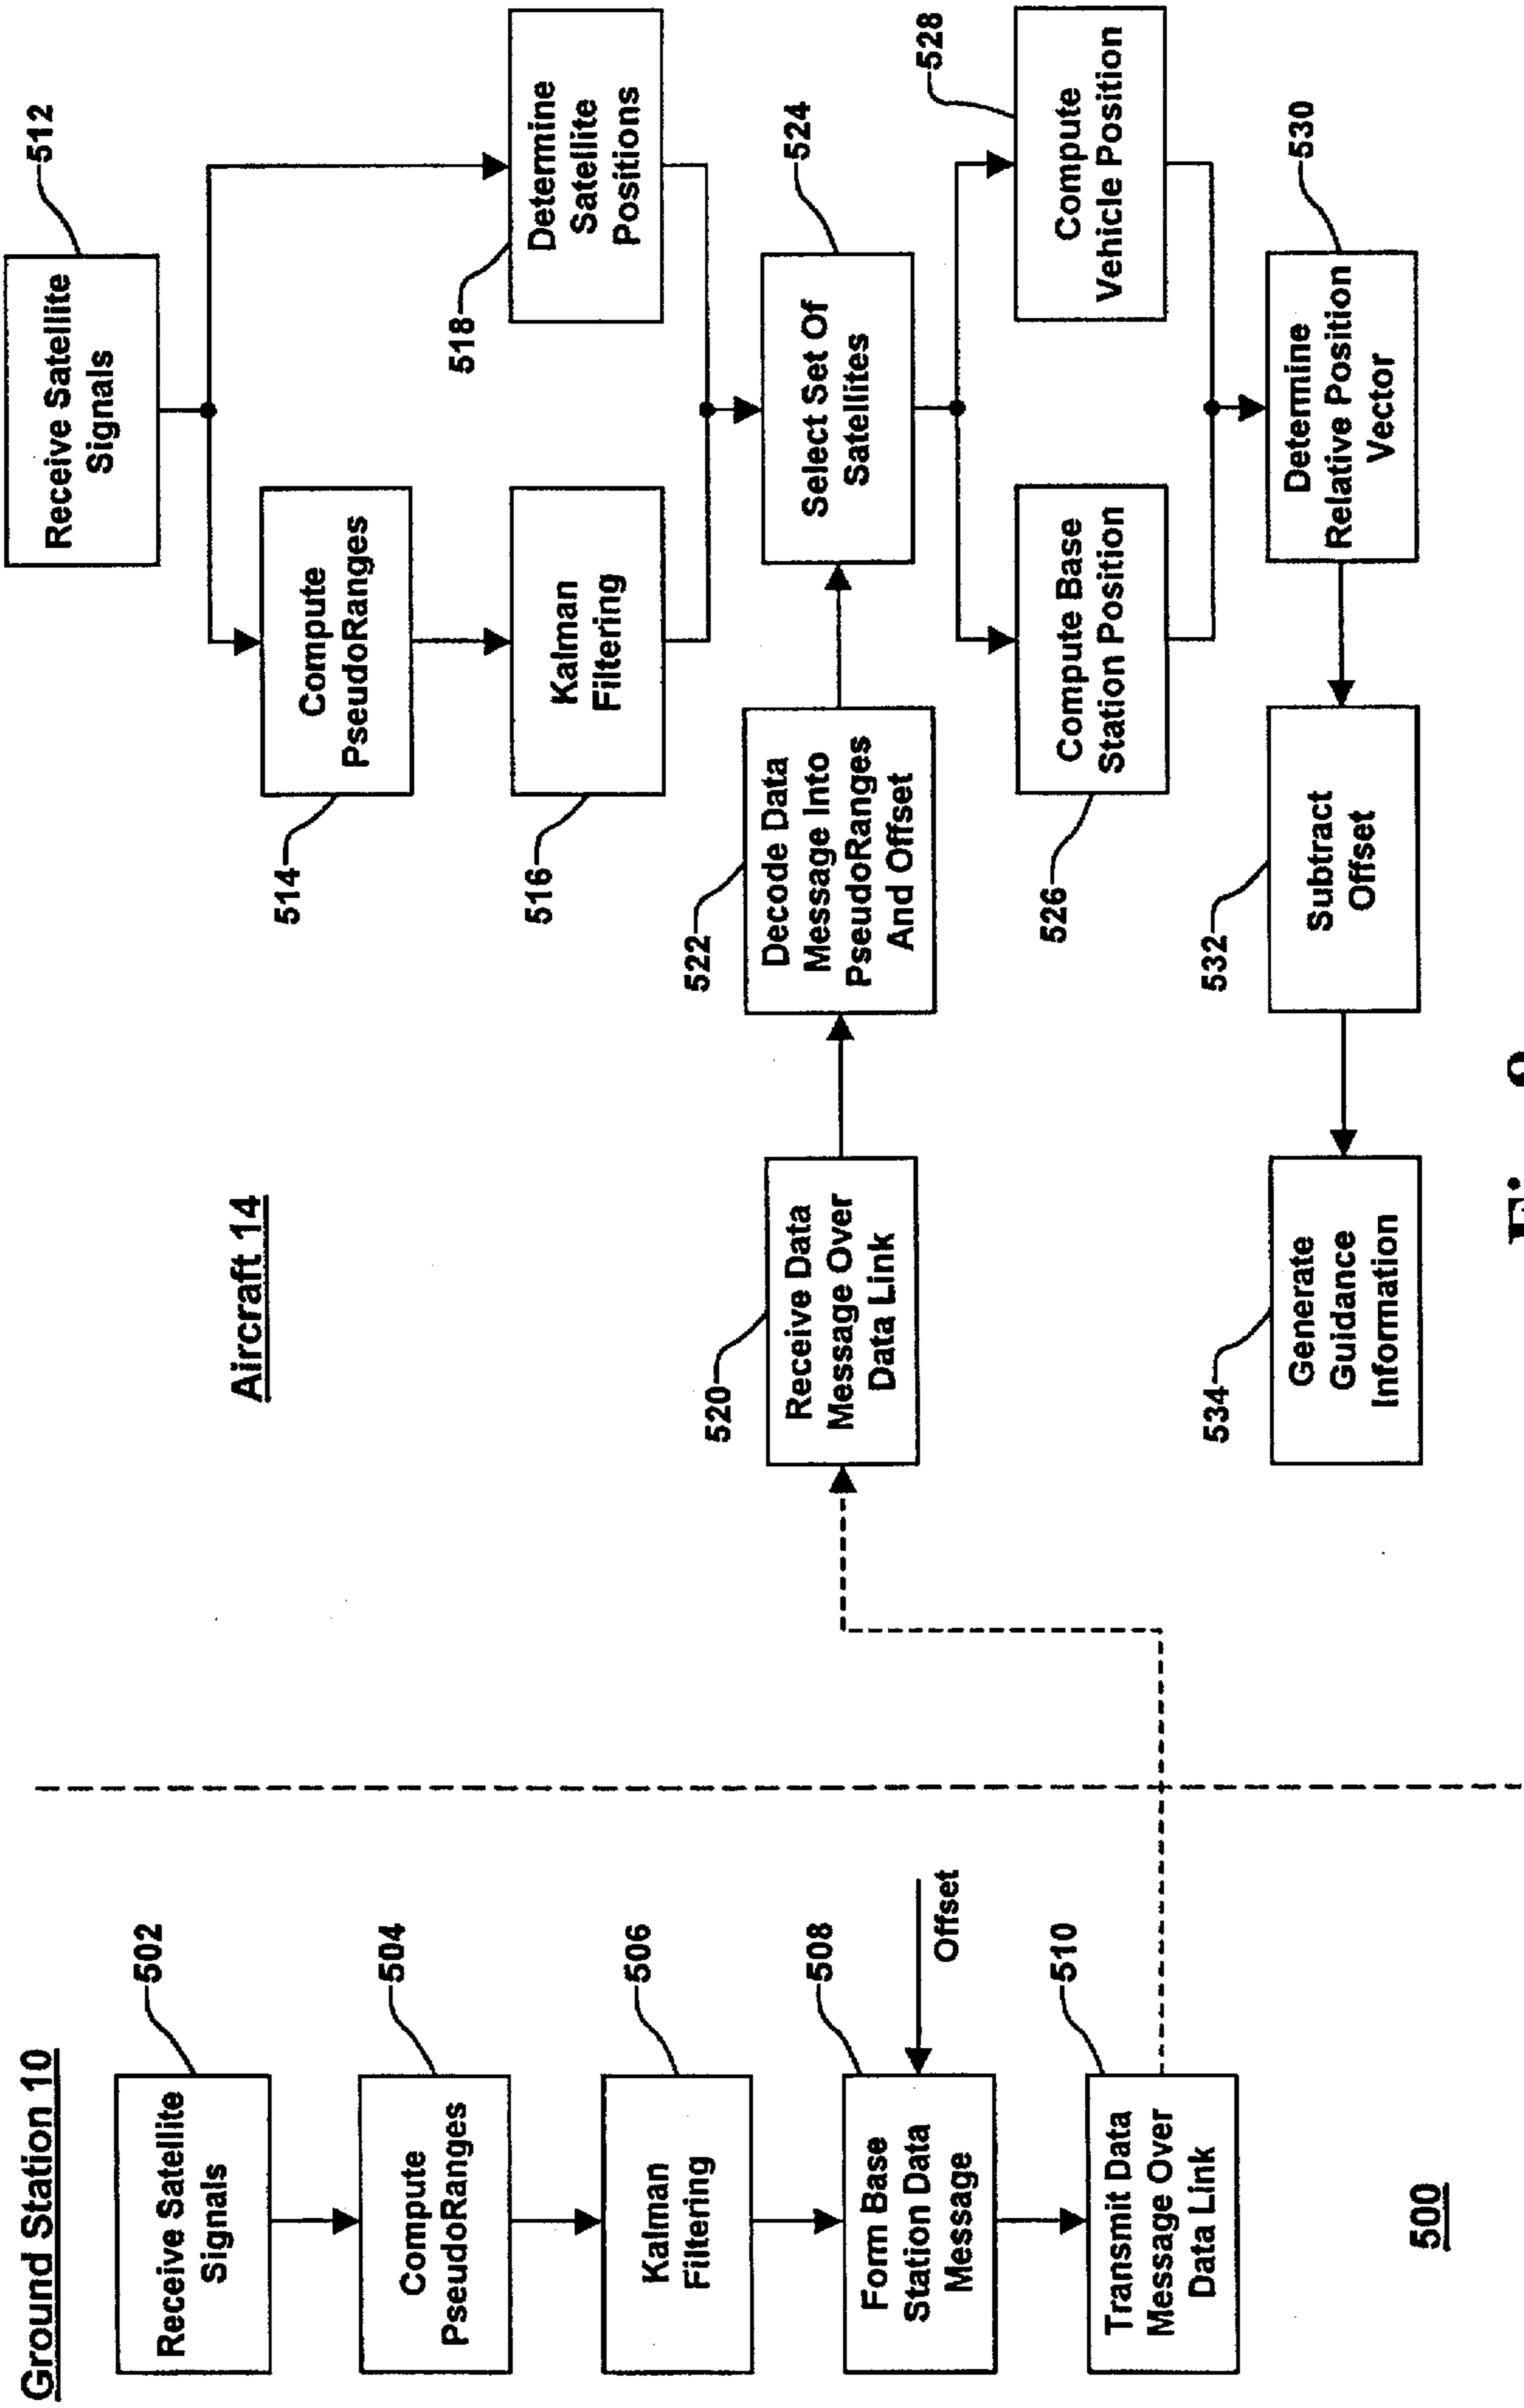 Ground Station 10
Receive Satellite
Signals
502
Compute
PseudoRanges
504
Kalman
Filtering
506
Form Base
Station Data
Message
508
Offset
Transmit Data
Message Over
Data Link
510
500
Aircraft 14
Receive Satellite
Signals
512
Compute
PseudoRanges
514
Kalman
Filtering
516
Determine
Satellite
Positions
518
Receive Data
Message Over
Data Link
520
Decode Data
Message Into
PseudoRanges
And Offset
522
Select Set Of
Satellites
524
Compute Base
Station Position
526
Compute
Vehicle Position
528
Determine
Relative Position
Vector
530
Subtract
Offset
532
Generate
Guidance
Information
534